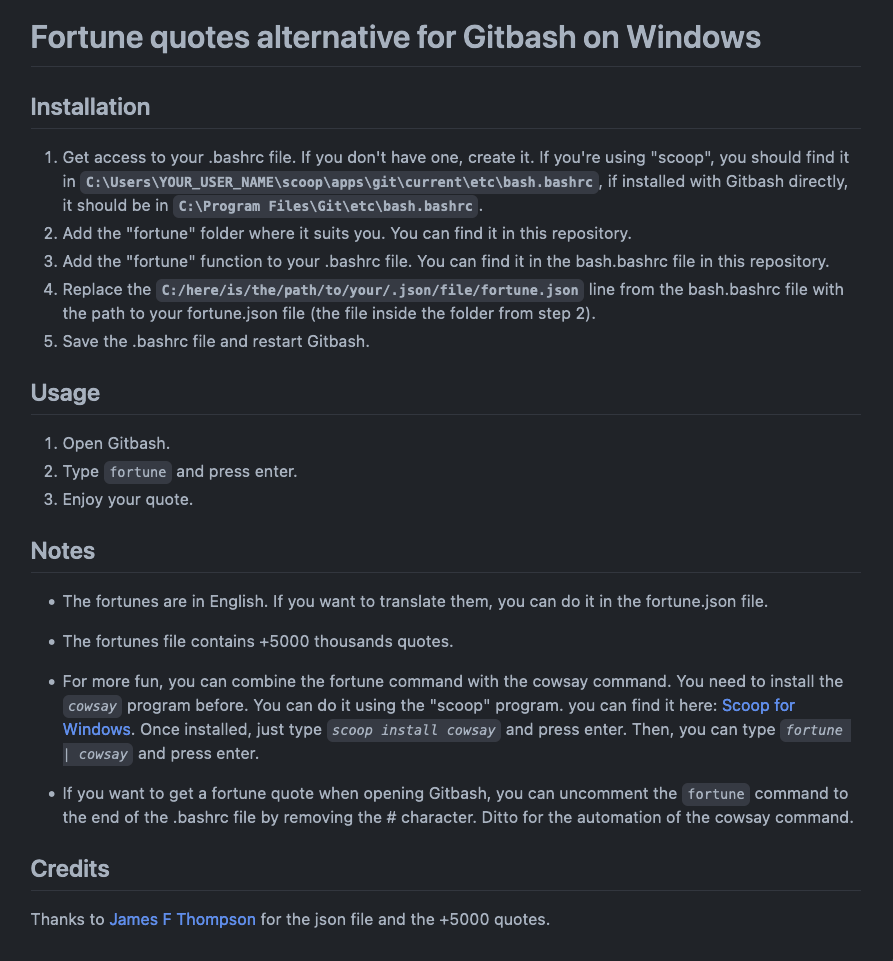 Fortune quotes alternative for Gitbash on Windows
Installation
1. Get access to your .bashrc file. If you don't have one, create it. If you're using "scoop", you should find it
in C:\Users\YOUR_USER_NAME\scoop\apps\git\current\etc\bash.bashrc, if installed with Gitbash directly,
it should be in C:\Program Files\Git\etc\bash.bashrc.
2. Add the "fortune" folder where it suits you. You can find it in this repository.
3. Add the "fortune" function to your .bashrc file. You can find it in the bash.bashrc file in this repository.
4. Replace the C:/here/is/the/path/to/your/.json/file/fortune.json line from the bash.bashrc file with
the path to your fortune.json file (the file inside the folder from step 2).
5. Save the .bashrc file and restart Gitbash.
Usage
1. Open Gitbash.
2. Type fortune and press enter.
3. Enjoy your quote.
Notes
• The fortunes are in English. If you want to translate them, you can do it in the fortune.json file.
• The fortunes file contains +5000 thousands quotes.
• For more fun, you can combine the fortune command with the cowsay command. You need to install the
cowsay program before. You can do it using the "scoop" program. you can find it here: Scoop for
Windows. Once installed, just type scoop install cowsay and press enter. Then, you can type fortune
| cowsay and press enter.
• If you want to get a fortune quote when opening Gitbash, you can uncomment the fortune command to
the end of the .bashrc file by removing the # character. Ditto for the automation of the cowsay command.
Credits
Thanks to James F Thompson for the json file and the +5000 quotes.